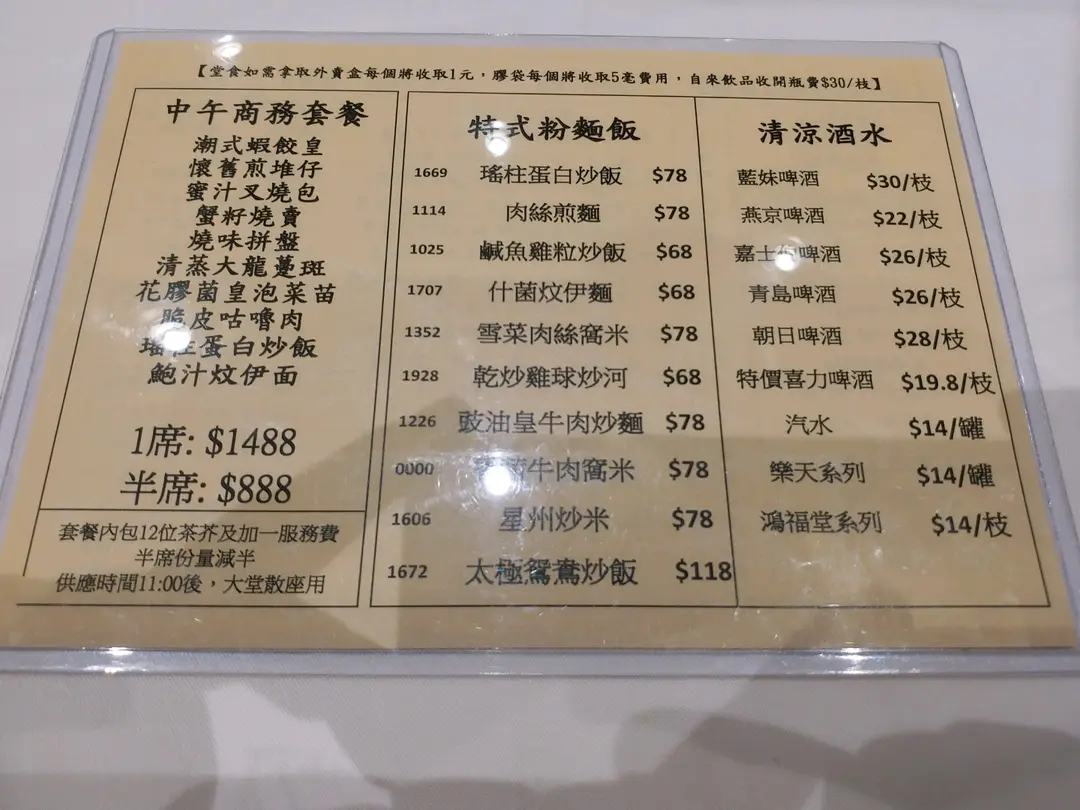 【堂食如需拿取外賣盒每個將收取1元，膠袋每個將收取5毫費用，自來飲品收開瓶費$30/枝】
中午商務套餐
潮式蝦餃皇
懷舊煎堆仔
蜜汁叉燒包
蟹籽燒賣
燒味拼盤
清蒸大龍躉斑
花膠菌皇泡菜苗
脆皮咕嚕肉
瑤柱蛋白炒飯
鮑汁炆伊面
1席: $1488
半席: $888
套餐內包12位茶芥及加一服務費
半席份量減半
供應時間11:00後，大堂散座用
特式粉麵飯
1669 瑤柱蛋白炒飯 $78
1114 肉絲煎麵 $78
1025 鹹魚雞粒炒飯 $68
1707 什菌炆伊麵 $68
1352 雪菜肉絲窩米 $78
1928 乾炒雞球炒河 $68
1226 豉油皇牛肉炒麵 $78
0000 牛肉窩米 $78
1606 星州炒米 $78
1672 太極鴛鴦炒飯 $118
清涼酒水
藍妹啤酒 $30/枝
燕京啤酒 $22/枝
嘉士啤酒 $26/枝
青島啤酒 $26/枝
朝日啤酒 $28/枝
特價喜力啤酒 $19.8/枝
汽水 $14/罐
樂天系列 $14/罐
鴻福堂系列 $14/枝